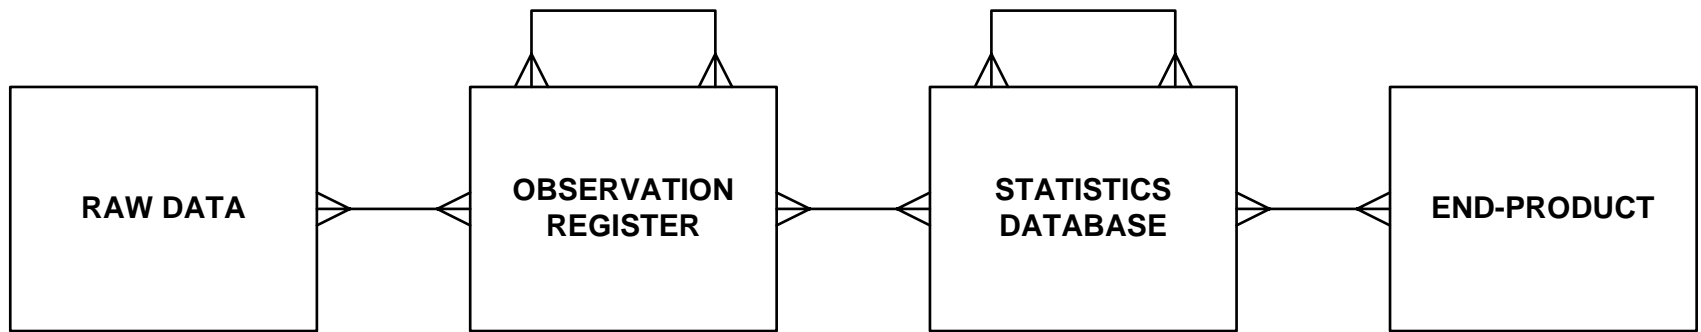 RAW DATA
OBSERVATION
REGISTER
STATISTICS
DATABASE
END-PRODUCT